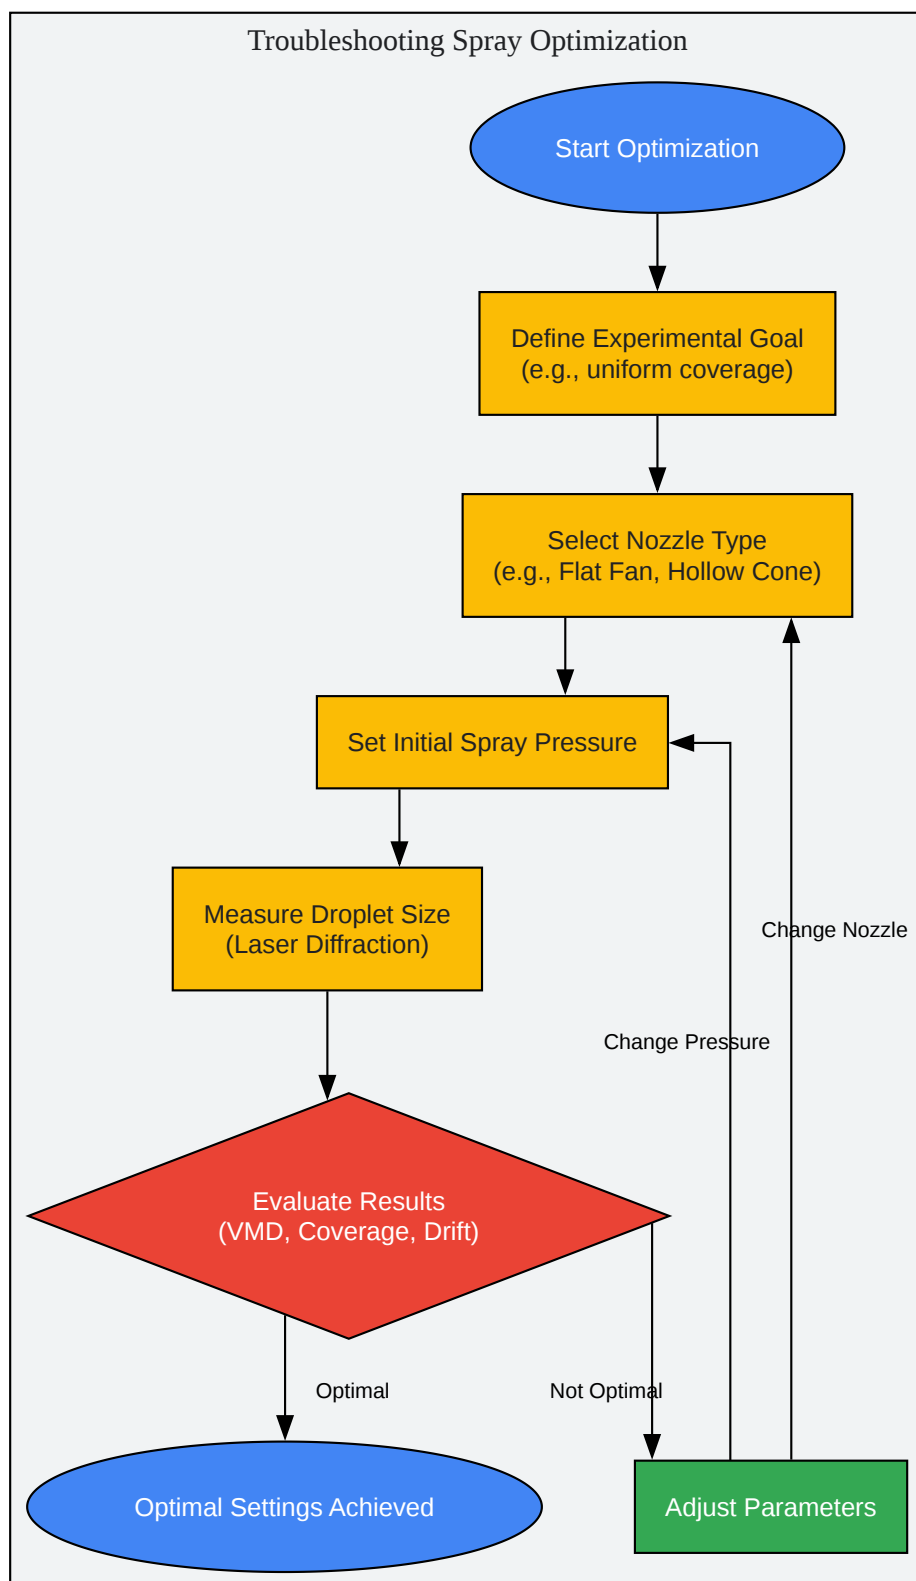 Troubleshooting Spray Optimization
Start Optimization
Define Experimental Goal
(e.g., uniform coverage)
Select Nozzle Type
(e.g., Flat Fan, Hollow Cone)
Set Initial Spray Pressure
Measure Droplet Size
(Laser Diffraction)
Change Nozzle
Change Pressure
Evaluate Results
(VMD, Coverage, Drift)
Optimal
Not Optimal
Optimal Settings Achieved
Adjust Parameters